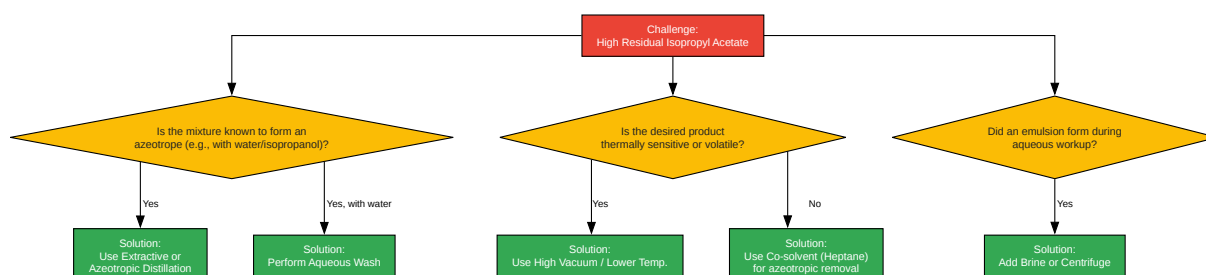 Challenge:
High Residual Isopropyl Acetate
Is the mixture known to form an
azeotrope (e.g., with water/isopropanol)?
Is the desired product
thermally sensitive or volatile?
Did an emulsion form during
aqueous workup?
Yes
Yes, with water
Yes
No
Yes
Solution:
Use Extractive or
Azeotropic Distillation
Solution:
Perform Aqueous Wash
Solution:
Use High Vacuum / Lower Temp.
Solution:
Use Co-solvent (Heptane)
for azeotropic removal
Solution:
Add Brine or Centrifuge